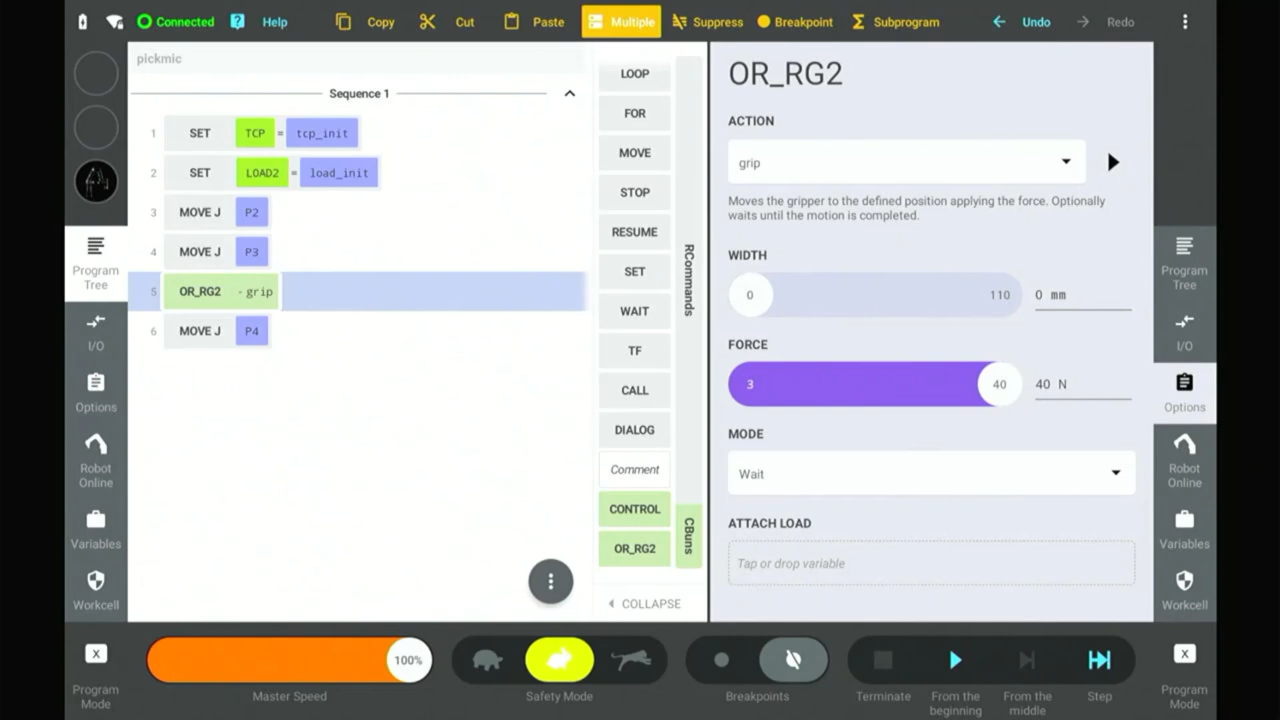 Connected
Help
Copy
Cut
Paste
Multiple
Suppress
Breakpoint
Subprogram
Undo
Redo
pickmic
Sequence 1
1 SET TCP = tcp_init
2 SET LOAD2 = load_init
3 MOVE J P2
4 MOVE J P3
5 OR_RG2 - grip
6 MOVE J P4
Program
Tree
I/O
Options
Robot
Online
Variables
Workcell
LOOP
FOR
MOVE
STOP
RESUME
SET
WAIT
TF
CALL
DIALOG
Comment
CONTROL
OR_RG2
COLLAPSE
RCommands
CBuns
OR_RG2
ACTION
grip
Moves the gripper to the defined position applying the force. Optionally
waits until the motion is completed.
WIDTH
0 110 0 mm
FORCE
3 40 40 N
MODE
Wait
ATTACH LOAD
Tap or drop variable
Program
Tree
I/O
Options
Robot
Online
Variables
Workcell
X
Program
Mode
100%
Master Speed
Safety Mode
Breakpoints
Terminate
From the
beginning
From the
middle
Step
X
Program
Mode